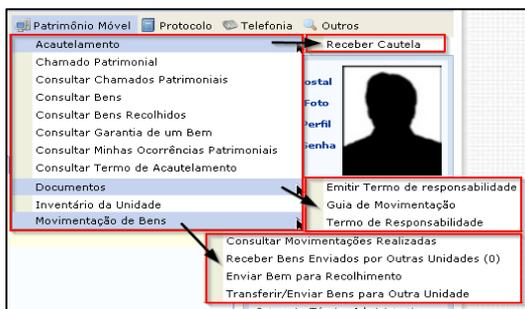 Patrimônio Móvel Protocolo Telefonia Outros
Acautelamento
Receber Cautela
Chamado Patrimonial
Consultar Chamados Patrimoniais
Consultar Bens
Consultar Bens Recolhidos
Consultar Garantia de um Bem
Consultar Minhas Ocorrências Patrimoniais
Consultar Termo de Acautelamento
Documentos
Inventário da Unidade
Movimentação de Bens
ostal
Foto
Perfil
enha
Emitir Termo de responsabilidade
Guia de Movimentação
Termo de Responsabilidade
Consultar Movimentações Realizadas
Receber Bens Enviados por Outras Unidades (0)
Enviar Bem para Recolhimento
Transferir/Enviar Bens para Outra Unidade